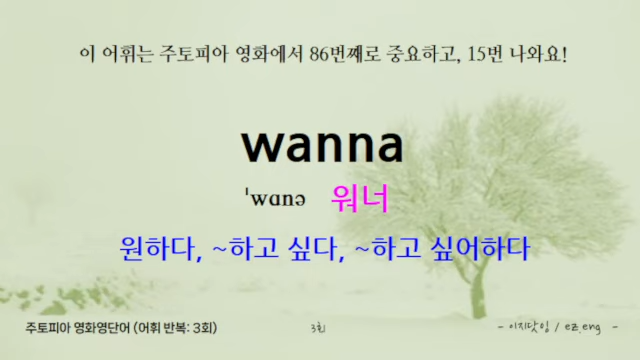 이 어휘는 주토피아 영화에서 86번째로 중요하고, 15번 나와요!
wanna
ˈwɑnə 워너
원하다, ~하고 싶다, ~하고 싶어하다
주토피아 영화영단어 (어휘 반복: 3회) 3회 - 이지닷잉 / ez.eng -